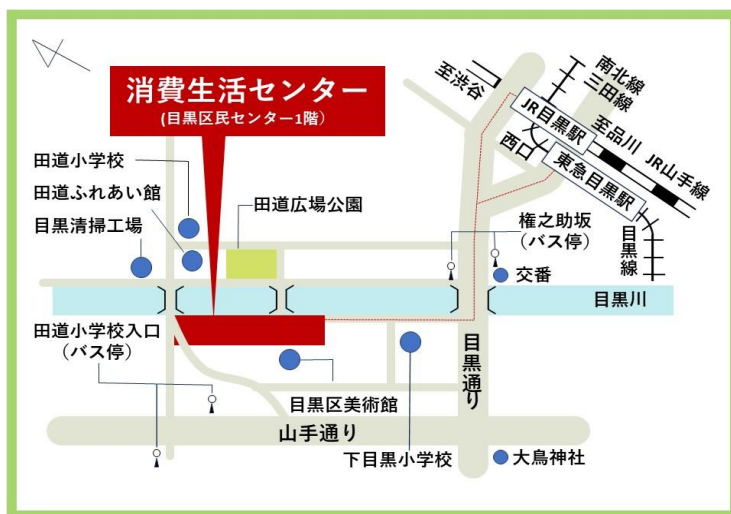 消費生活センター
(目黒区民センター1階）
至渋谷
南北線
三田線
JR目黒駅
至品川
JR山手線
西口
東急目黒駅
目黒線
田道小学校
田道ふれあい館
目黒清掃工場
田道広場公園
権之助坂
（バス停）
交番
目黒川
田道小学校入口
（バス停）
目黒通り
目黒区美術館
山手通り
下目黒小学校
大鳥神社